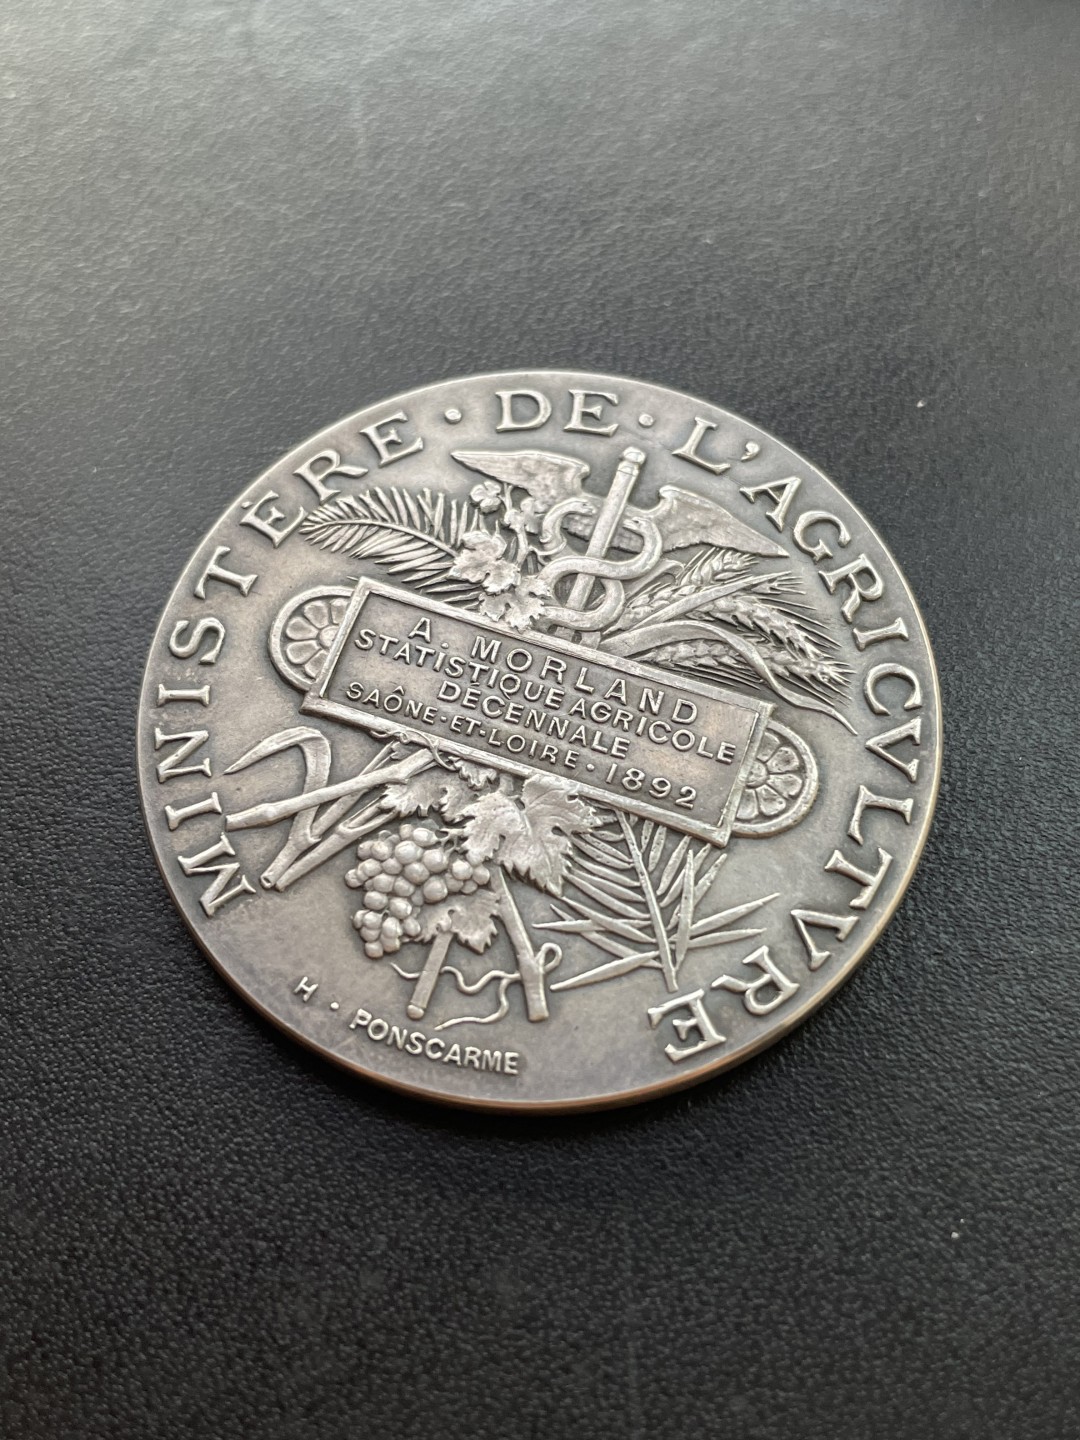 MINISTÈRE · DE · L'AGRICVLTVRE
A. MORLAND
STATISTIQUE AGRICOLE
DÉCENNALE
SAÔNE-ET-LOIRE · 1892
H · PONSCARME